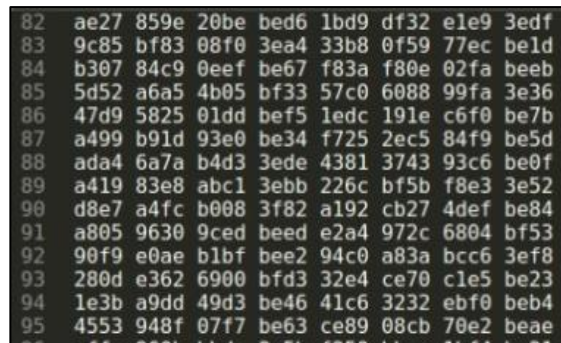 82 ae27 859e 20be bed6 1bd9 df32 e1e9 3edf
83 9c85 bf83 08f0 3ea4 33b8 0f59 77ec be1d
84 b307 84c9 0eef be67 f83a f80e 02fa beeb
85 5d52 a6a5 4b05 bf33 57c0 6088 99fa 3e36
86 47d9 5825 01dd bef5 1edc 191e c6f0 be7b
87 a499 b91d 93e0 be34 f725 2ec5 84f9 be5d
88 ada4 6a7a b4d3 3ede 4381 3743 93c6 be0f
89 a419 83e8 abc1 3ebb 226c bf5b f8e3 3e52
90 d8e7 a4fc b008 3f82 a192 cb27 4def be84
91 a805 9630 9ced beed e2a4 972c 6804 bf53
92 90f9 e0ae b1bf bee2 94c0 a83a bcc6 3ef8
93 280d e362 6900 bfd3 32e4 ce70 c1e5 be23
94 1e3b a9dd 49d3 be46 41c6 3232 ebf0 beb4
95 4553 948f 07f7 be63 ce89 08cb 70e2 beae